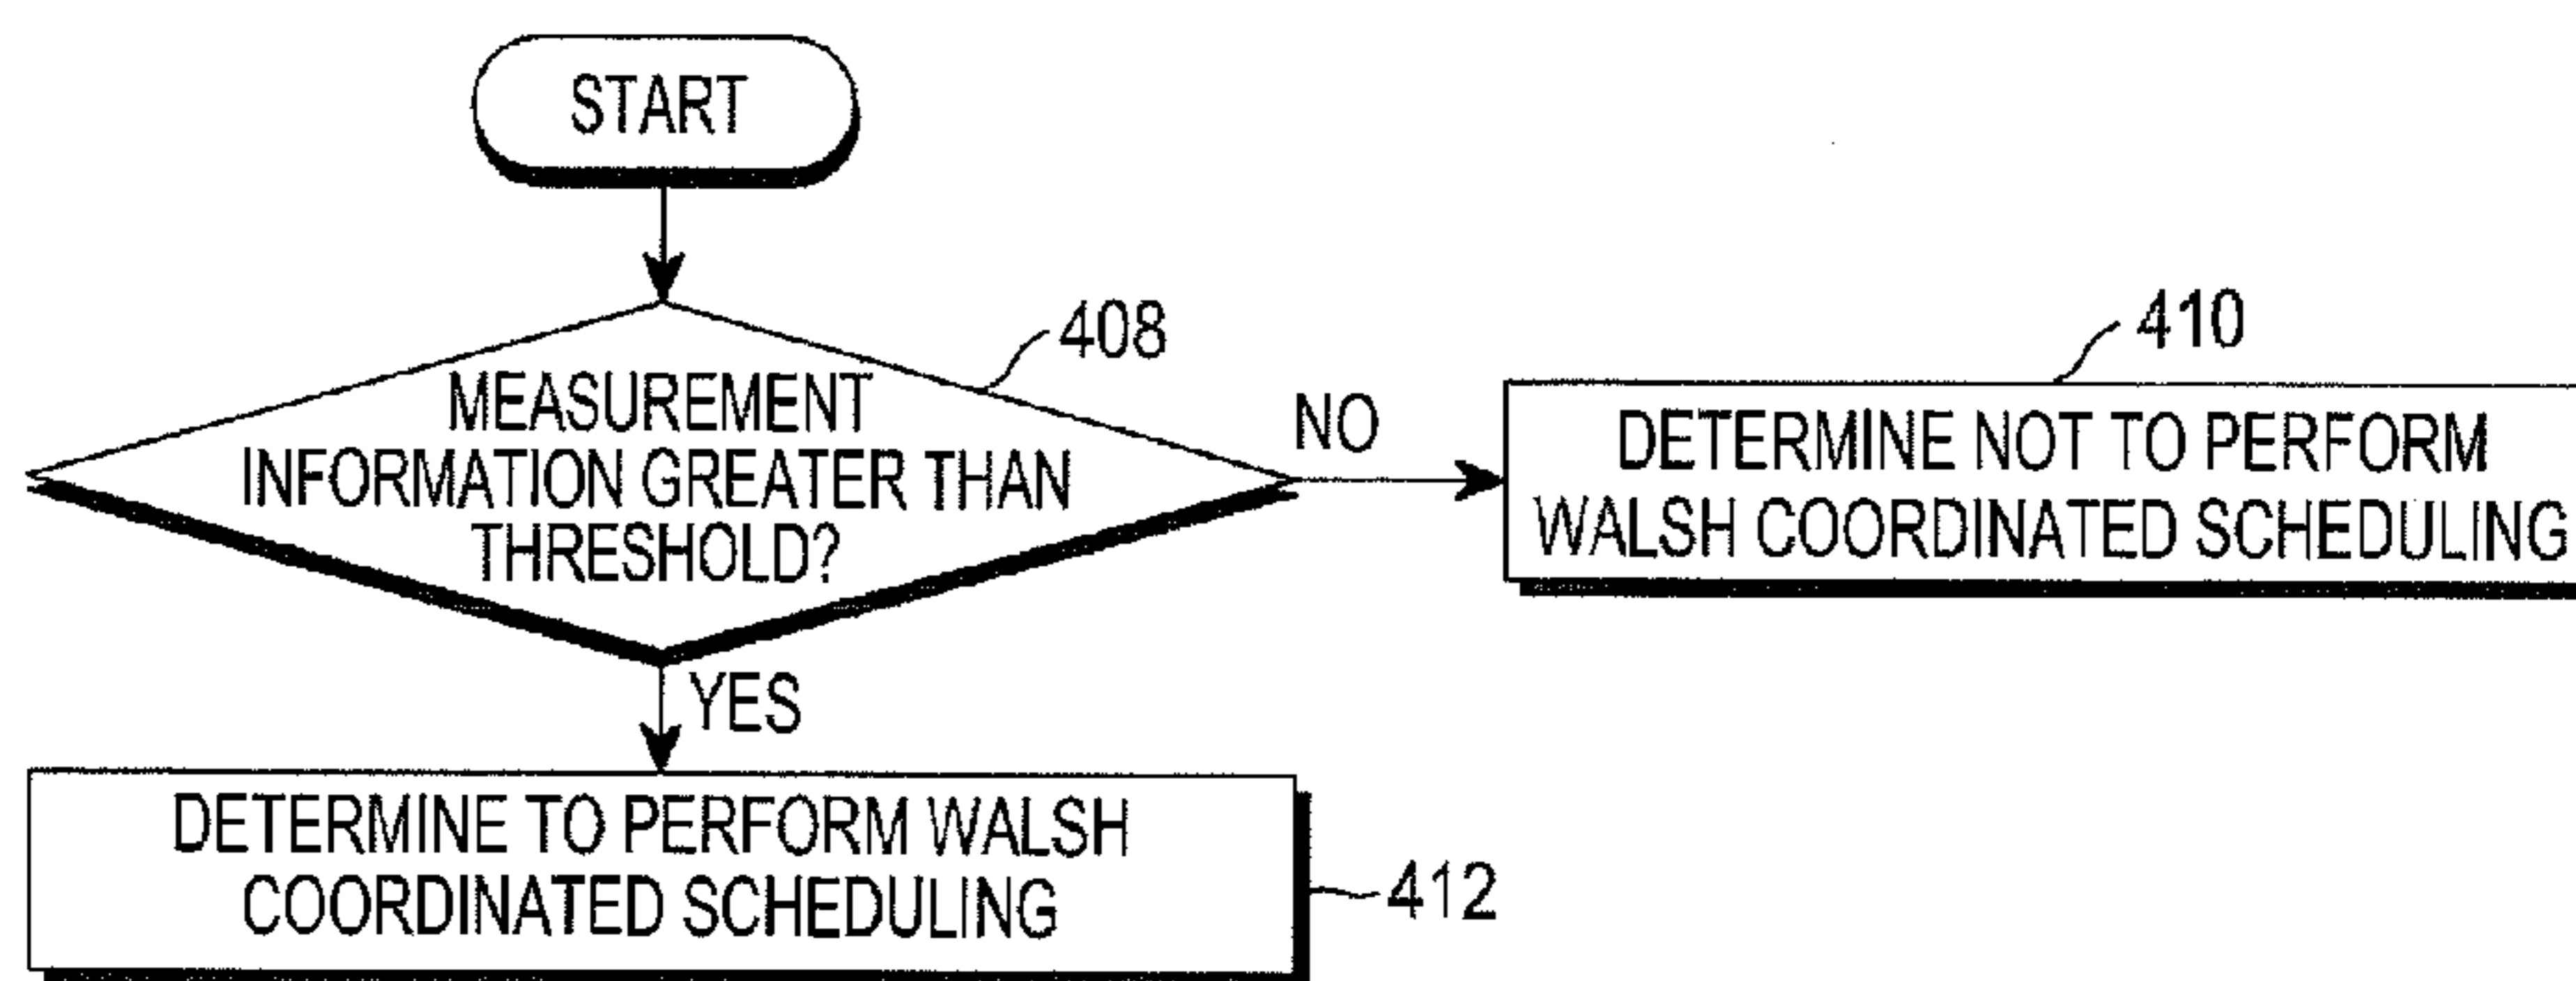 START
408
MEASUREMENT
INFORMATION GREATER THAN
THRESHOLD?
NO
410
DETERMINE NOT TO PERFORM
WALSH COORDINATED SCHEDULING
YES
DETERMINE TO PERFORM WALSH
COORDINATED SCHEDULING
412